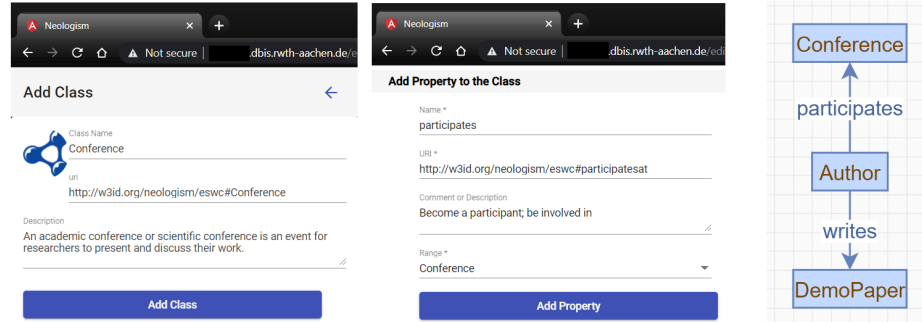 Neologism
Not secure
.dbis.rwth-aachen.de/e
Add Class
Class Name
Conference
uri
http://w3id.org/neologism/eswc#Conference
Description
An academic conference or scientific conference is an event for
researchers to present and discuss their work.
Add Class
Neologism
Not secure
.dbis.rwth-aachen.de/edi
Add Property to the Class
Name *
participates
URI *
http://w3id.org/neologism/eswc#participatesat
Comment or Description
Become a participant; be involved in
Range *
Conference
Add Property
Conference
participates
Author
writes
DemoPaper